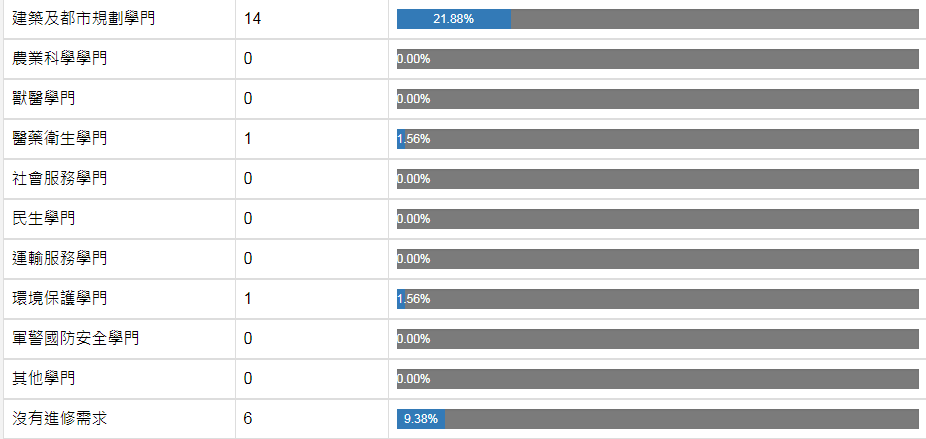 建築及都市規劃學門 14 21.88%
農業科學學門 0 0.00%
獸醫學門 0 0.00%
醫藥衛生學門 1 1.56%
社會服務學門 0 0.00%
民生學門 0 0.00%
運輸服務學門 0 0.00%
環境保護學門 1 1.56%
軍警國防安全學門 0 0.00%
其他學門 0 0.00%
沒有進修需求 6 9.38%